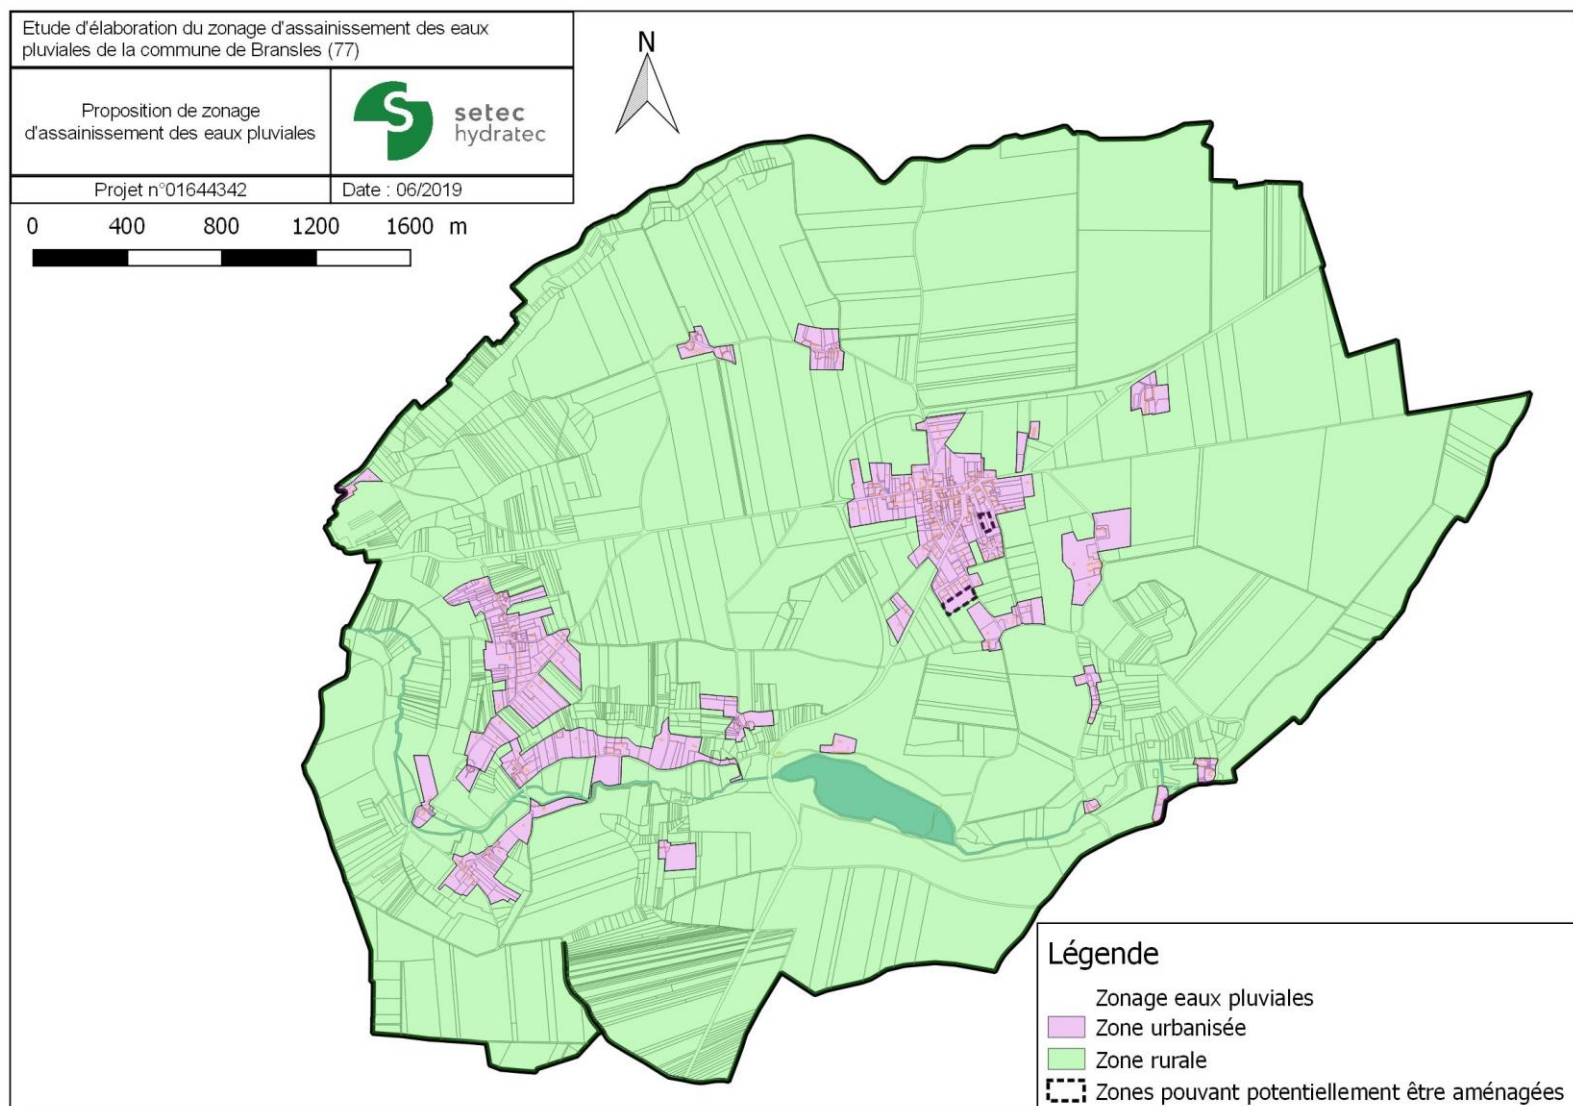 Etude d'élaboration du zonage d'assainissement des eaux
pluviales de la commune de Bransles (77)
Proposition de zonage
d'assainissement des eaux pluviales
S
setec
hydratec
Projet n°01644342
Date : 06/2019
N
0 400 800 1200 1600 m
Légende
Zonage eaux pluviales
Zone urbanisée
Zone rurale
Zones pouvant potentiellement être aménagées